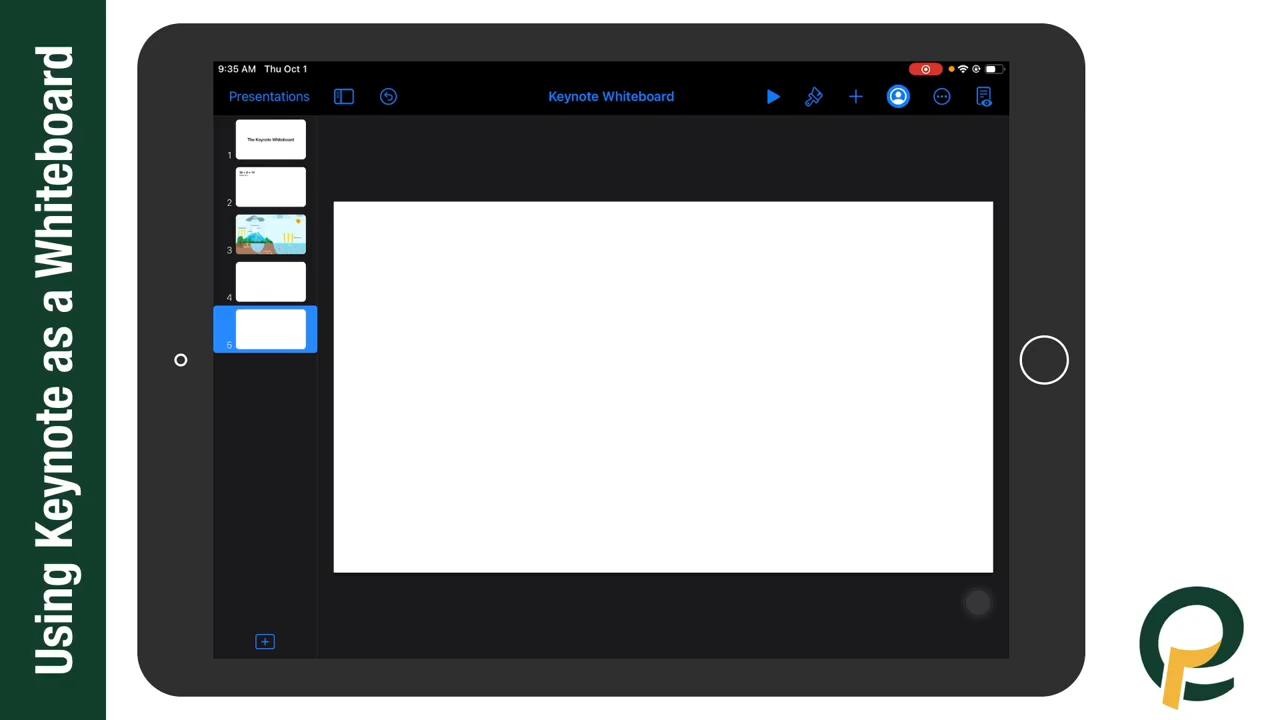 Using Keynote as a Whiteboard
9:35 AM Thu Oct 1
Presentations
Keynote Whiteboard
The Keynote Whiteboard
1
2
3
4
5